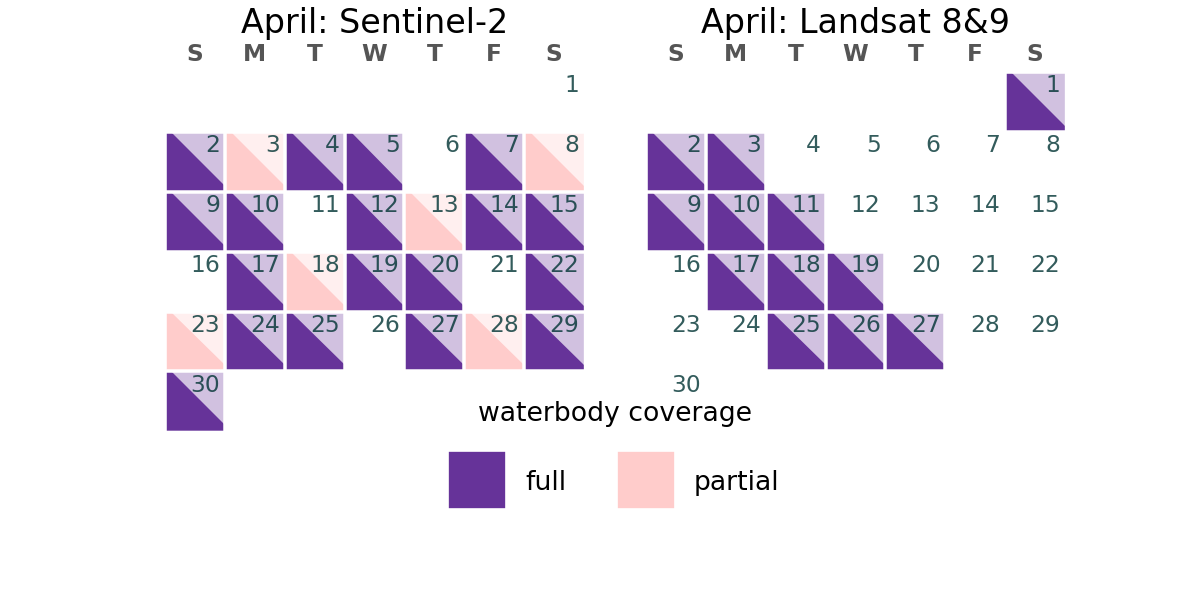 April: Sentinel-2
S M T W T F S
1
2 3 4 5 6 7 8
9 10 11 12 13 14 15
16 17 18 19 20 21 22
23 24 25 26 27 28 29
30
April: Landsat 8&9
S M T W T F S
1
2 3 4 5 6 7 8
9 10 11 12 13 14 15
16 17 18 19 20 21 22
23 24 25 26 27 28 29
30
waterbody coverage
full partial